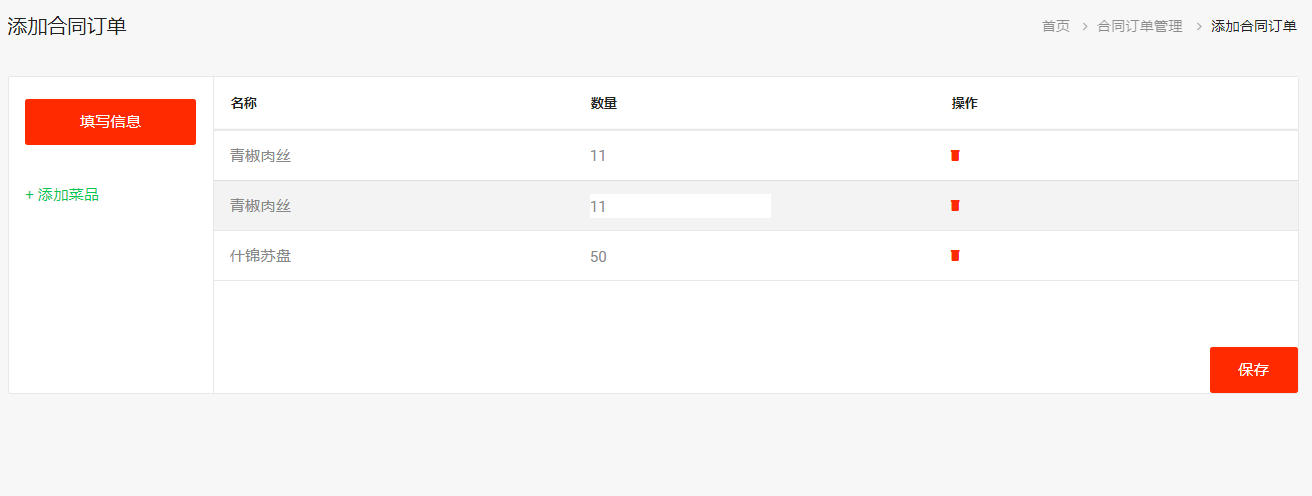 添加合同订单
首页 > 合同订单管理 > 添加合同订单
填写信息
+ 添加菜品
名称 数量 操作
青椒肉丝 11
青椒肉丝 11
什锦苏盘 50
保存